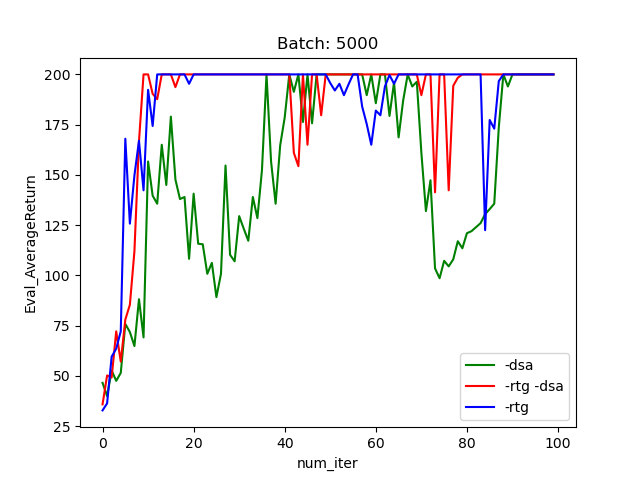 Batch: 5000
Eval_AverageReturn
200
175
150
125
100
75
50
25
0
20
40
60
80
100
num_iter
-dsa
-rtg -dsa
-rtg